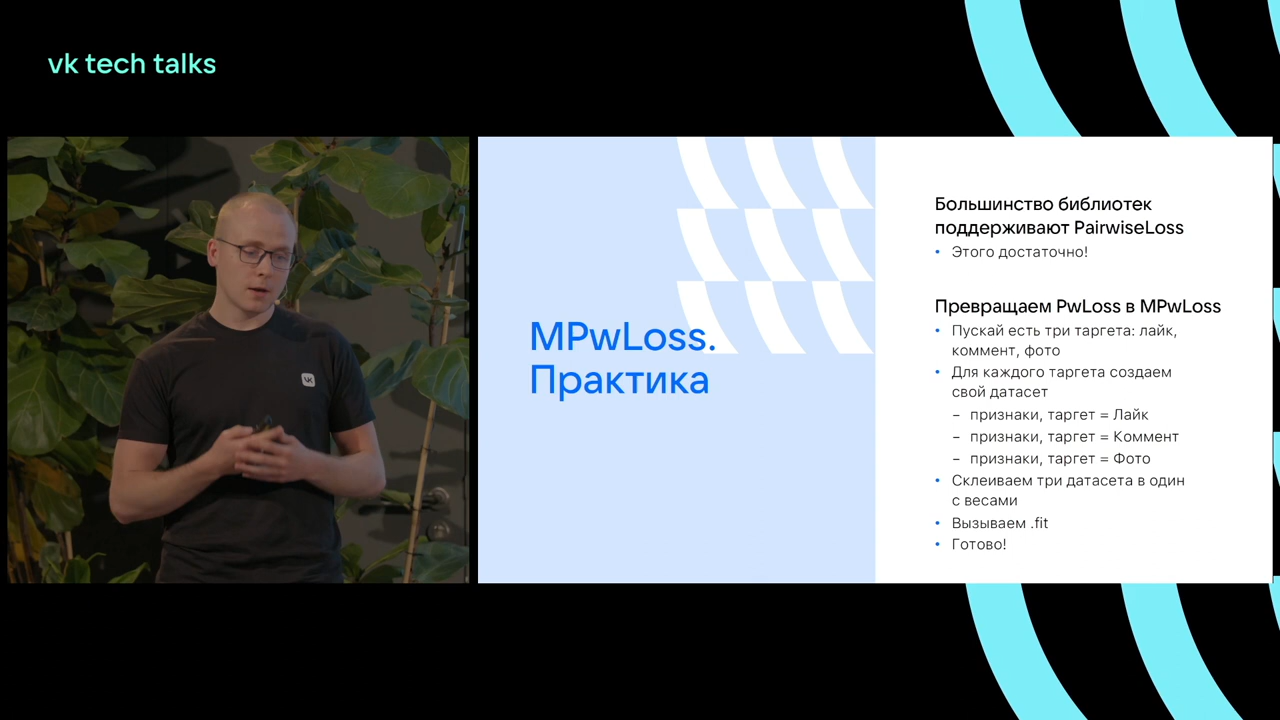 vk tech talks
VK
MPwLoss.
Практика
Большинство библиотек
поддерживают PairwiseLoss
• Этого достаточно!
Превращаем PwLoss в MPwLoss
• Пускай есть три таргета: лайк,
коммент, фото
• Для каждого таргета создаем
свой датасет
– признаки, таргет = Лайк
– признаки, таргет = Коммент
– признаки, таргет = Фото
• Склеиваем три датасета в один
с весами
• Вызываем .fit
• Готово!